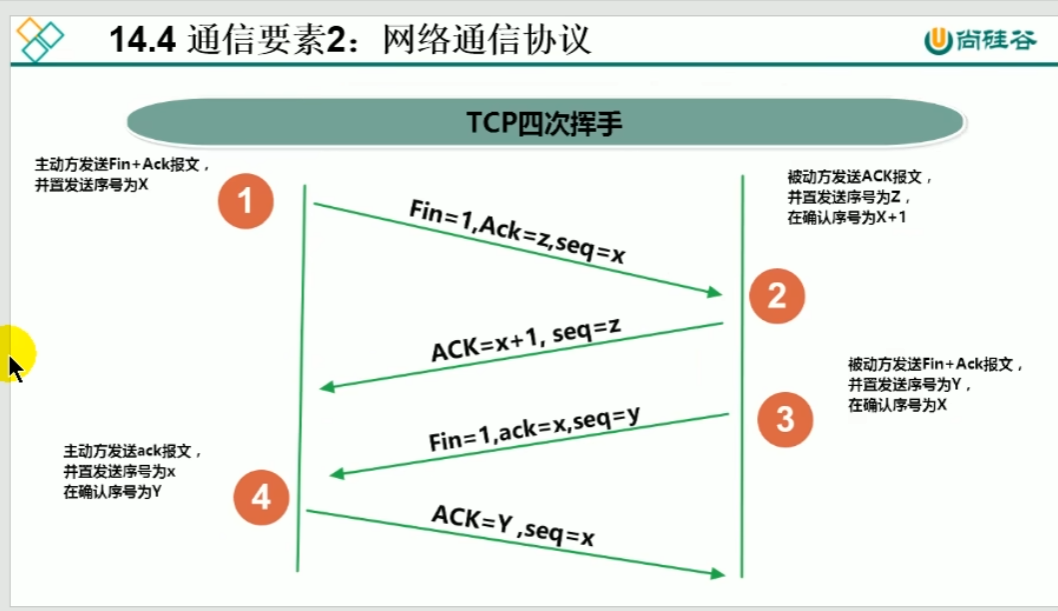 14.4 通信要素2：网络通信协议
尚硅谷
TCP四次挥手
主动方发送Fin+Ack报文，
并置发送序号为X
1
Fin=1,Ack=z,seq=x
被动方发送ACK报文，
并置发送序号为Z，
在确认序号为X+1
2
ACK=x+1, seq=z
被动方发送Fin+Ack报文，
并置发送序号为Y，
在确认序号为X
3
Fin=1,ack=x,seq=y
主动方发送ack报文，
并置发送序号为x
在确认序号为Y
4
ACK=Y ,seq=x